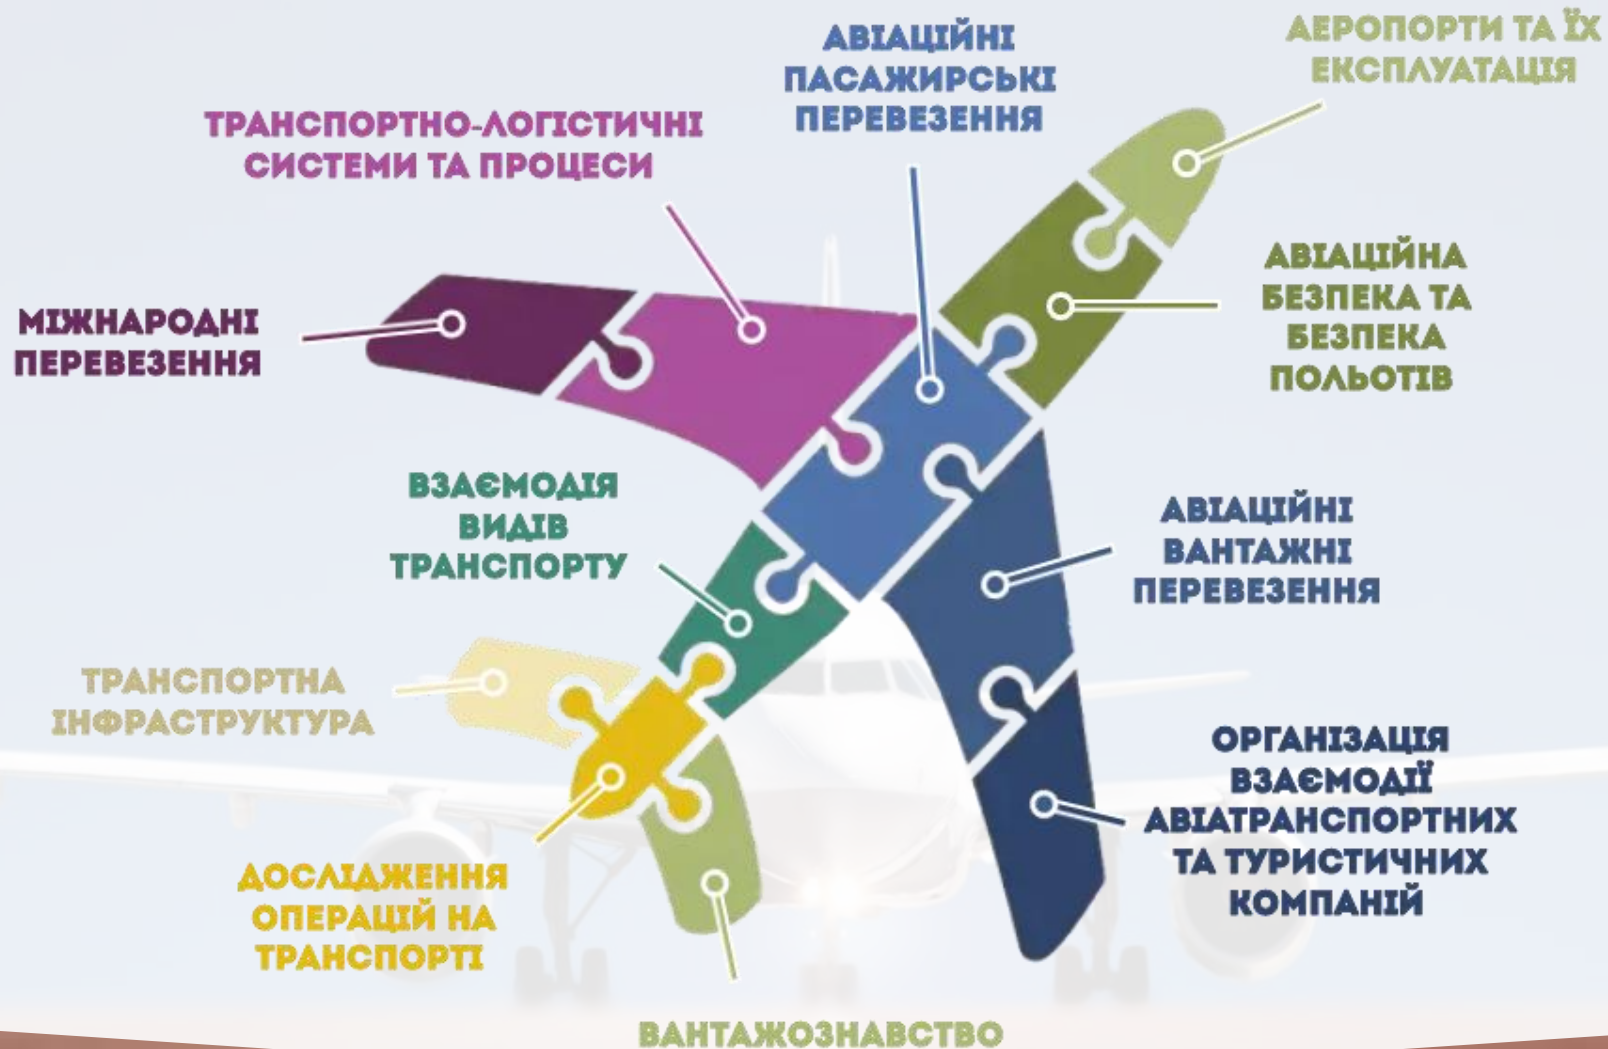 АЕРОПОРТИ ТА ЇХ
ЕКСПЛУАТАЦІЯ
АВІАЦІЙНІ
ПАСАЖИРСЬКІ
ПЕРЕВЕЗЕННЯ
ТРАНСПОРТНО-ЛОГІСТИЧНІ
СИСТЕМИ ТА ПРОЦЕСИ
АВІАЦІЙНА
БЕЗПЕКА ТА
БЕЗПЕКА
ПОЛЬОТІВ
МІЖНАРОДНІ
ПЕРЕВЕЗЕННЯ
ВЗАЄМОДІЯ
ВИДІВ
ТРАНСПОРТУ
АВІАЦІЙНІ
ВАНТАЖНІ
ПЕРЕВЕЗЕННЯ
ТРАНСПОРТНА
ІНФРАСТРУКТУРА
ОРГАНІЗАЦІЯ
ВЗАЄМОДІЇ
АВІАТРАНСПОРТНИХ
ТА ТУРИСТИЧНИХ
КОМПАНІЙ
ДОСЛІДЖЕННЯ
ОПЕРАЦІЙ НА
ТРАНСПОРТІ
ВАНТАЖОЗНАВСТВО